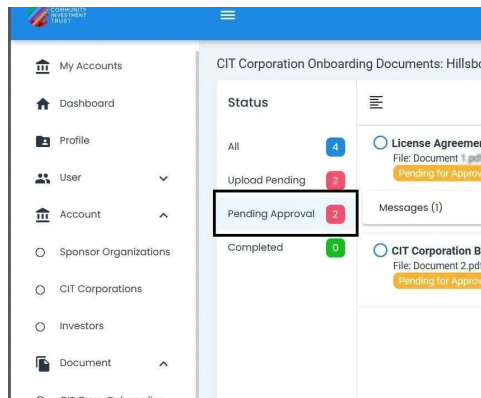 COMMUNITY
INVESTMENT
TRUST
My Accounts
Dashboard
Profile
User
Account
Sponsor Organizations
CIT Corporations
Investors
Document
CIT Corporation Onboarding Documents: Hillsbo
Status
All 4
Upload Pending 2
Pending Approval 2
Completed 0
License Agreemen
File: Document 1.pdf
Pending for Approv
Messages (1)
CIT Corporation B
File: Document 2.pdf
Pending for Approv